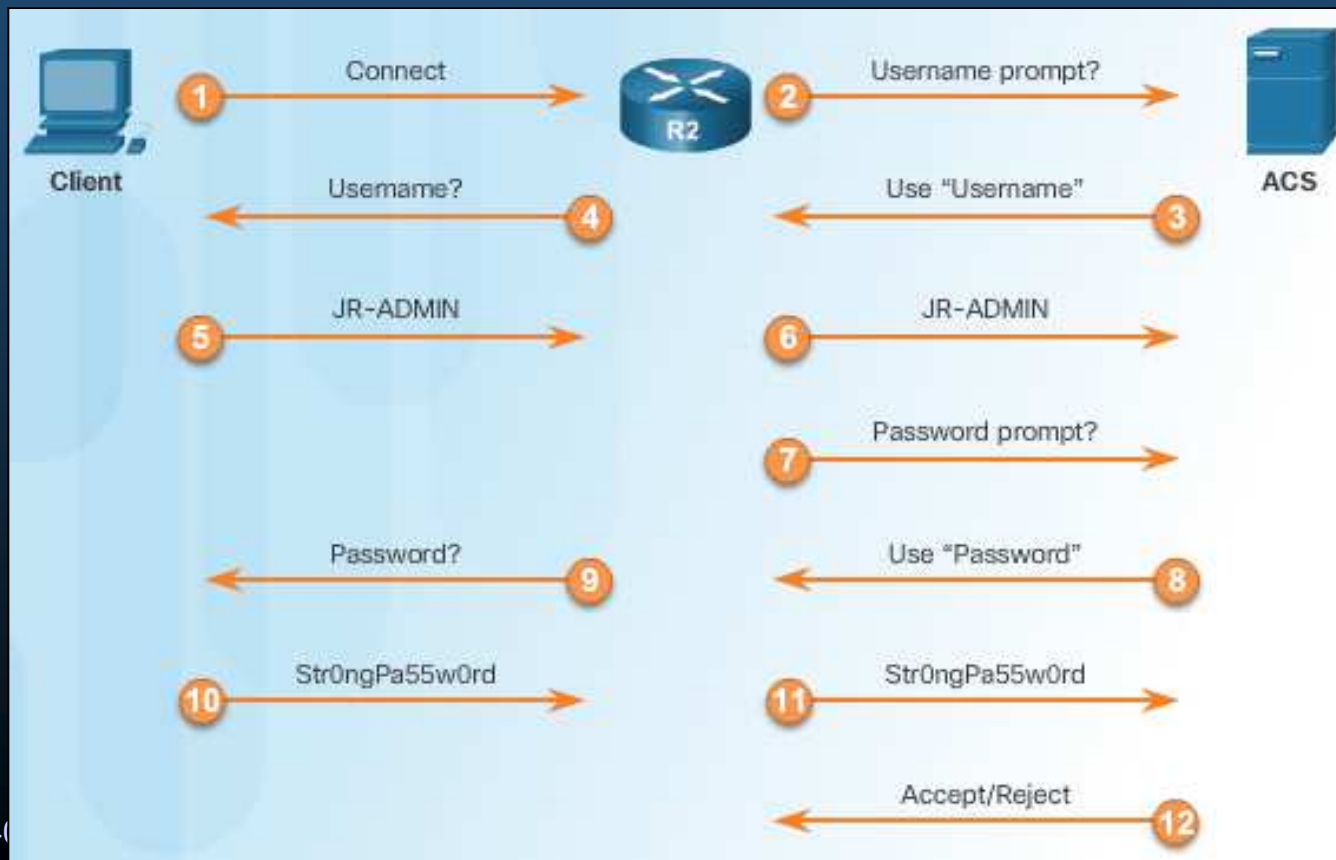 Connect
1
R2
2
Username prompt?
Client
ACS
Username?
4
Use “Username”
3
JR-ADMIN
5
JR-ADMIN
6
Password prompt?
7
Password?
9
Use “Password”
8
Str0ngPa55w0rd
10
Str0ngPa55w0rd
11
Accept/Reject
12